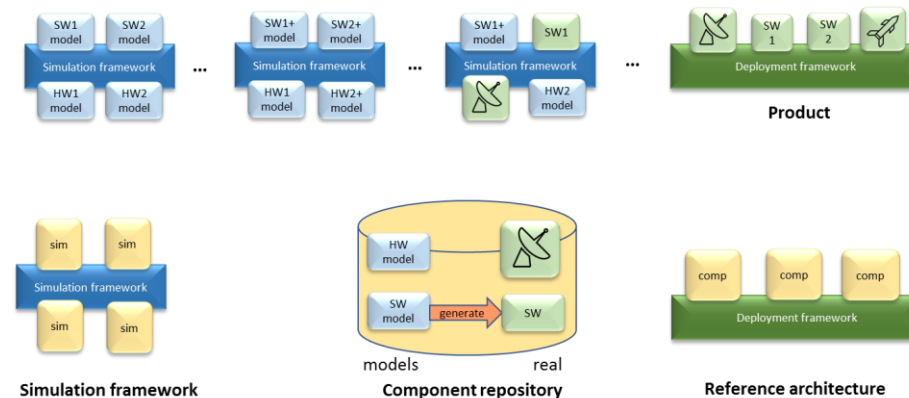 SW1
model
SW2
model
Simulation framework
HW1
model
HW2
model
...
SW1+
model
SW2+
model
Simulation framework
HW1
model
HW2+
model
...
SW1+
model
SW1
Simulation framework
HW2
model
...
SW
1
SW
2
Deployment framework
Product
sim
sim
Simulation framework
sim
sim
Simulation framework
HW
model
SW
model
generate
SW
models
real
Component repository
comp
comp
comp
Deployment framework
Reference architecture